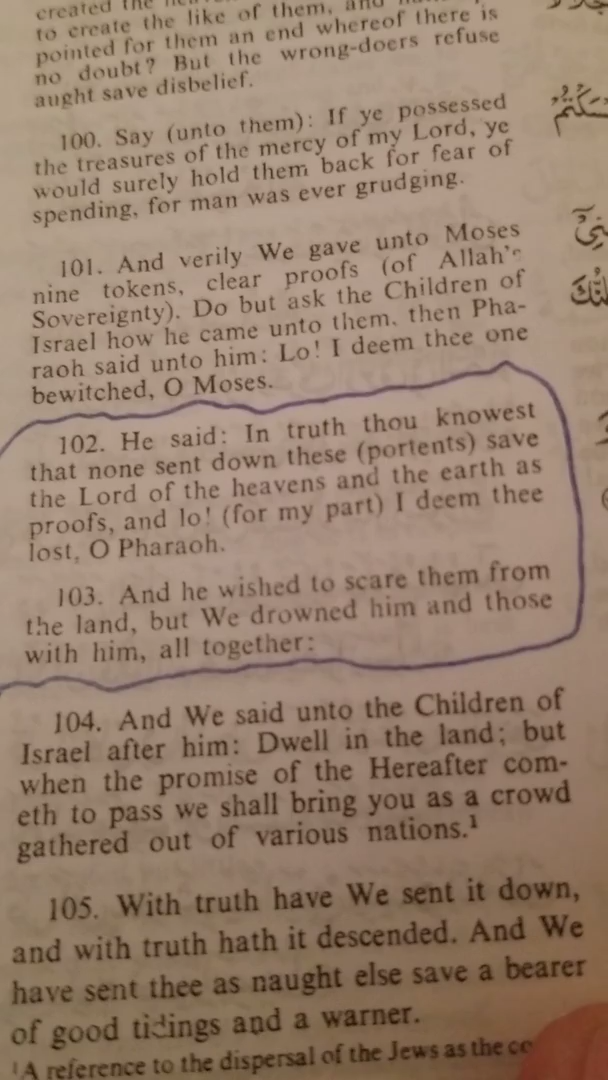 created the
to create the like of them, and
pointed for them an end whereof there is
no doubt? But the wrong-doers refuse
aught save disbelief.
100. Say (unto them): If ye possessed
the treasures of the mercy of my Lord, ye
would surely hold them back for fear of
spending, for man was ever grudging.
101. And verily We gave unto Moses
nine tokens, clear proofs (of Allah's
Sovereignty). Do but ask the Children of
Israel how he came unto them, then Pha-
raoh said unto him: Lo! I deem thee one
bewitched, O Moses.
102. He said: In truth thou knowest
that none sent down these (portents) save
the Lord of the heavens and the earth as
proofs, and lo! (for my part) I deem thee
lost, O Pharaoh.
103. And he wished to scare them from
the land, but We drowned him and those
with him, all together:
104. And We said unto the Children of
Israel after him: Dwell in the land; but
when the promise of the Hereafter com-
eth to pass we shall bring you as a crowd
gathered out of various nations.¹
105. With truth have We sent it down,
and with truth hath it descended. And We
have sent thee as naught else save a bearer
of good tidings and a warner.
¹A reference to the dispersal of the Jews as the